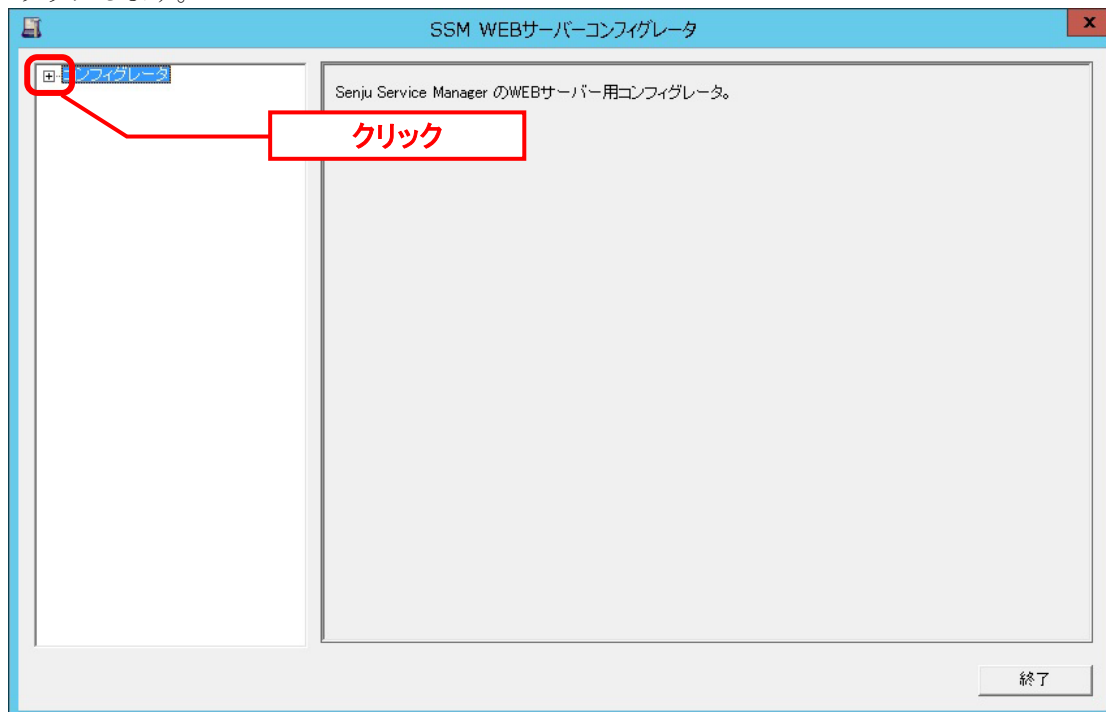 SSM WEBサーバーコンフィグレータ
コンフィグレータ
Senju Service Manager のWEBサーバー用コンフィグレータ。
クリック
終了